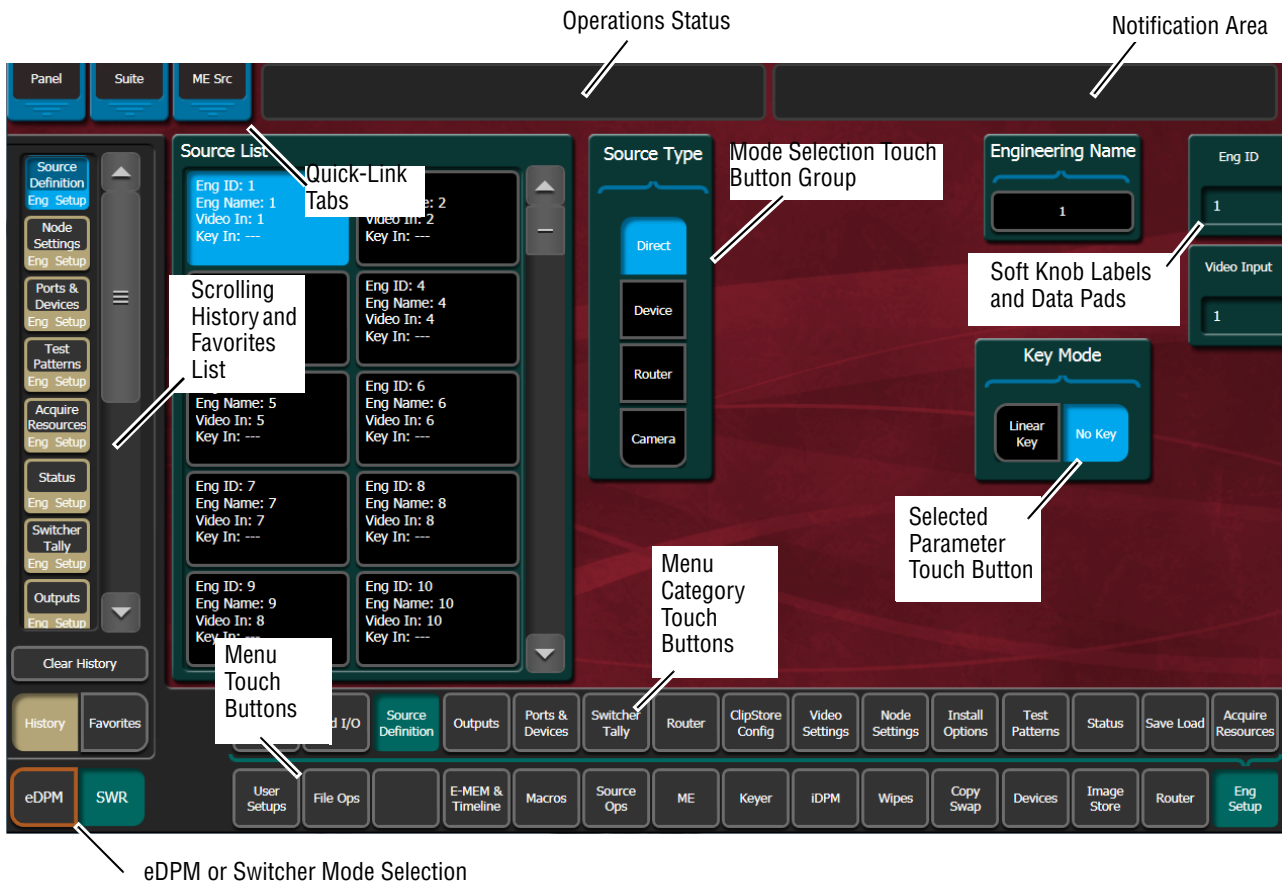 Operations Status
Notification Area
Panel
Suite
ME Src
Source List
Quick-Link
Tabs
Source
Definition
Eng Setup
Node
Settings
Eng Setup
Ports &
Devices
Eng Setup
Test
Patterns
Eng Setup
Acquire
Resources
Eng Setup
Status
Eng Setup
Switcher
Tally
Eng Setup
Outputs
Eng Setup
Clear History
History
Favorites
eDPM
SWR
Eng ID: 1
Eng Name: 1
Video In: 1
Key In: ---
2
Video In: 2
Key In: ---
Scrolling
History and
Favorites
List
Eng ID: 4
Eng Name: 4
Video In: 4
Key In: ---
Eng Name: 5
Video In: 5
Key In: ---
Eng ID: 6
Eng Name: 6
Video In: 6
Key In: ---
Eng ID: 7
Eng Name: 7
Video In: 7
Key In: ---
Eng ID: 8
Eng Name: 8
Video In: 8
Key In: ---
Eng ID: 9
Eng Name: 9
Video In: 8
Key In: ---
Eng ID: 10
Eng Name: 10
Video In: 10
Key In: ---
Source Type
Direct
Device
Router
Camera
Mode Selection Touch
Button Group
Engineering Name
1
Eng ID
1
Soft Knob Labels
and Data Pads
Video Input
1
Key Mode
Linear
Key
No Key
Selected
Parameter
Touch Button
Menu
Category
Touch
Buttons
Menu
Touch
Buttons
I/O
Source
Definition
Outputs
Ports &
Devices
Switcher
Tally
Router
ClipStore
Config
Video
Settings
Node
Settings
Install
Options
Test
Patterns
Status
Save Load
Acquire
Resources
User
Setups
File Ops
E-MEM &
Timeline
Macros
Source
Ops
ME
Keyer
iDPM
Wipes
Copy
Swap
Devices
Image
Store
Router
Eng
Setup
eDPM or Switcher Mode Selection